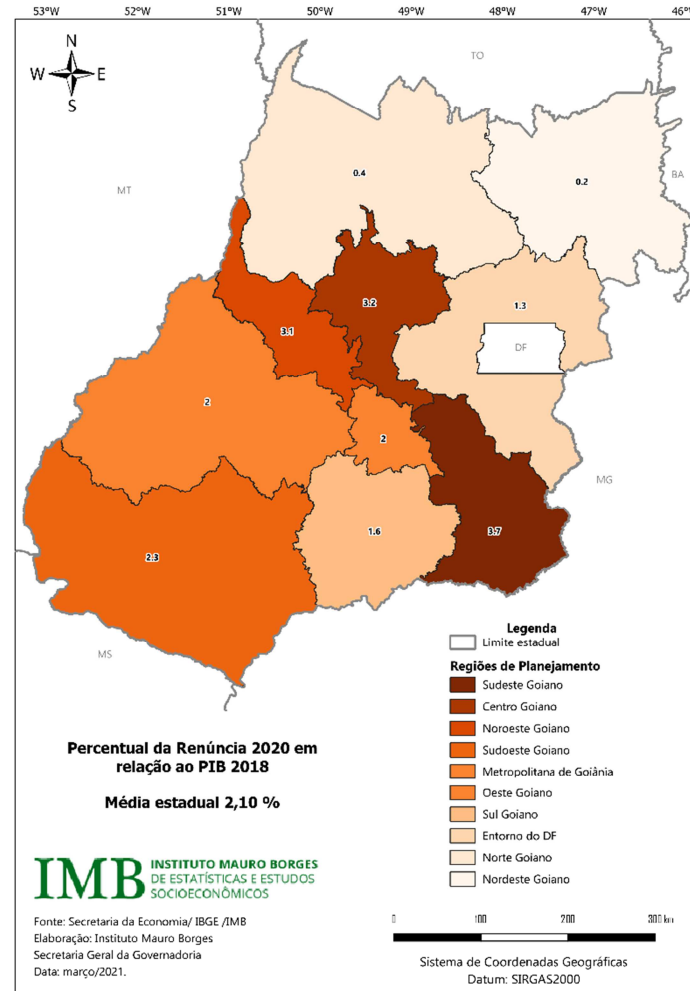 53°W 52°W 51°W 50°W 49°W 48°W 47°W 46°W
N
W E
S
TO
MT
BA
0.4
0.2
3.2
1.3
3.1
DF
2
2
MG
1.6
3.7
2.3
MS
Legenda
Limite estadual
Regiões de Planejamento
Sudeste Goiano
Centro Goiano
Noroeste Goiano
Sudoeste Goiano
Metropolitana de Goiânia
Oeste Goiano
Sul Goiano
Entorno do DF
Norte Goiano
Nordeste Goiano
Percentual da Renúncia 2020 em
relação ao PIB 2018
Média estadual 2,10 %
IMB
INSTITUTO MAURO BORGES
DE ESTATÍSTICAS E ESTUDOS
SOCIOECONÔMICOS
Fonte: Secretaria da Economia/ IBGE /IMB
Elaboração: Instituto Mauro Borges
Secretaria Geral da Governadoria
Data: março/2021.
0 100 200 300 km
Sistema de Coordenadas Geográficas
Datum: SIRGAS2000